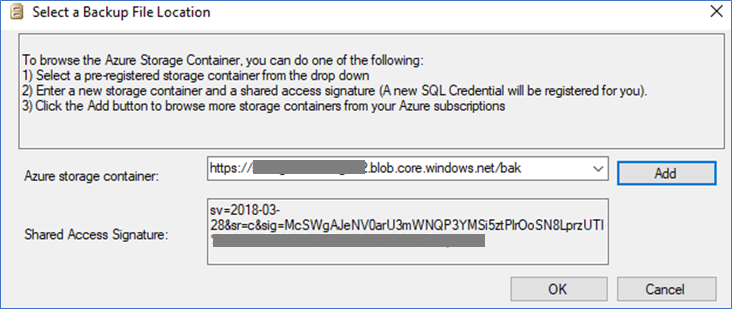 Select a Backup File Location
To browse the Azure Storage Container, you can do one of the following:
1) Select a pre-registered storage container from the drop down
2) Enter a new storage container and a shared access signature (A new SQL Credential will be registered for you).
3) Click the Add button to browse more storage containers from your Azure subscriptions
Azure storage container: https:// 2.blob.core.windows.net/bak Add
sv=2018-03-
Shared Access Signature: 28&sr=c&sig=McSWgAJeNV0arU3mWNQP3YMSi5ztPlrOoSN8LprzUTI
OK Cancel